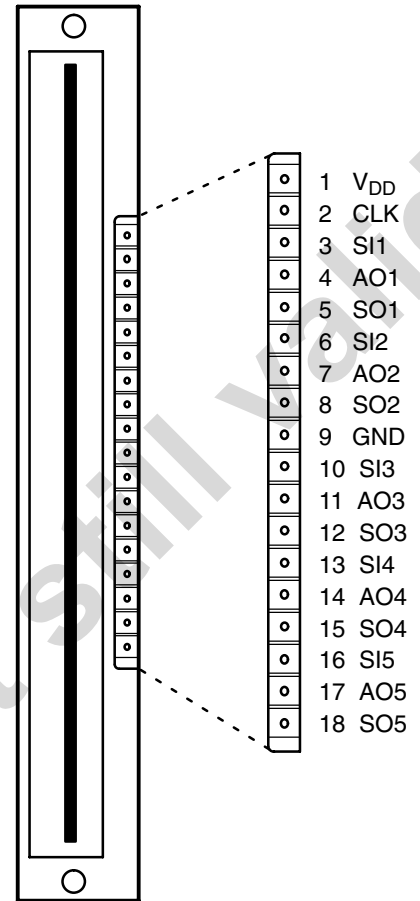 1 VDD
2 CLK
3 SI1
4 AO1
5 SO1
6 SI2
7 AO2
8 SO2
9 GND
10 SI3
11 AO3
12 SO3
13 SI4
14 AO4
15 SO4
16 SI5
17 AO5
18 SO5
still